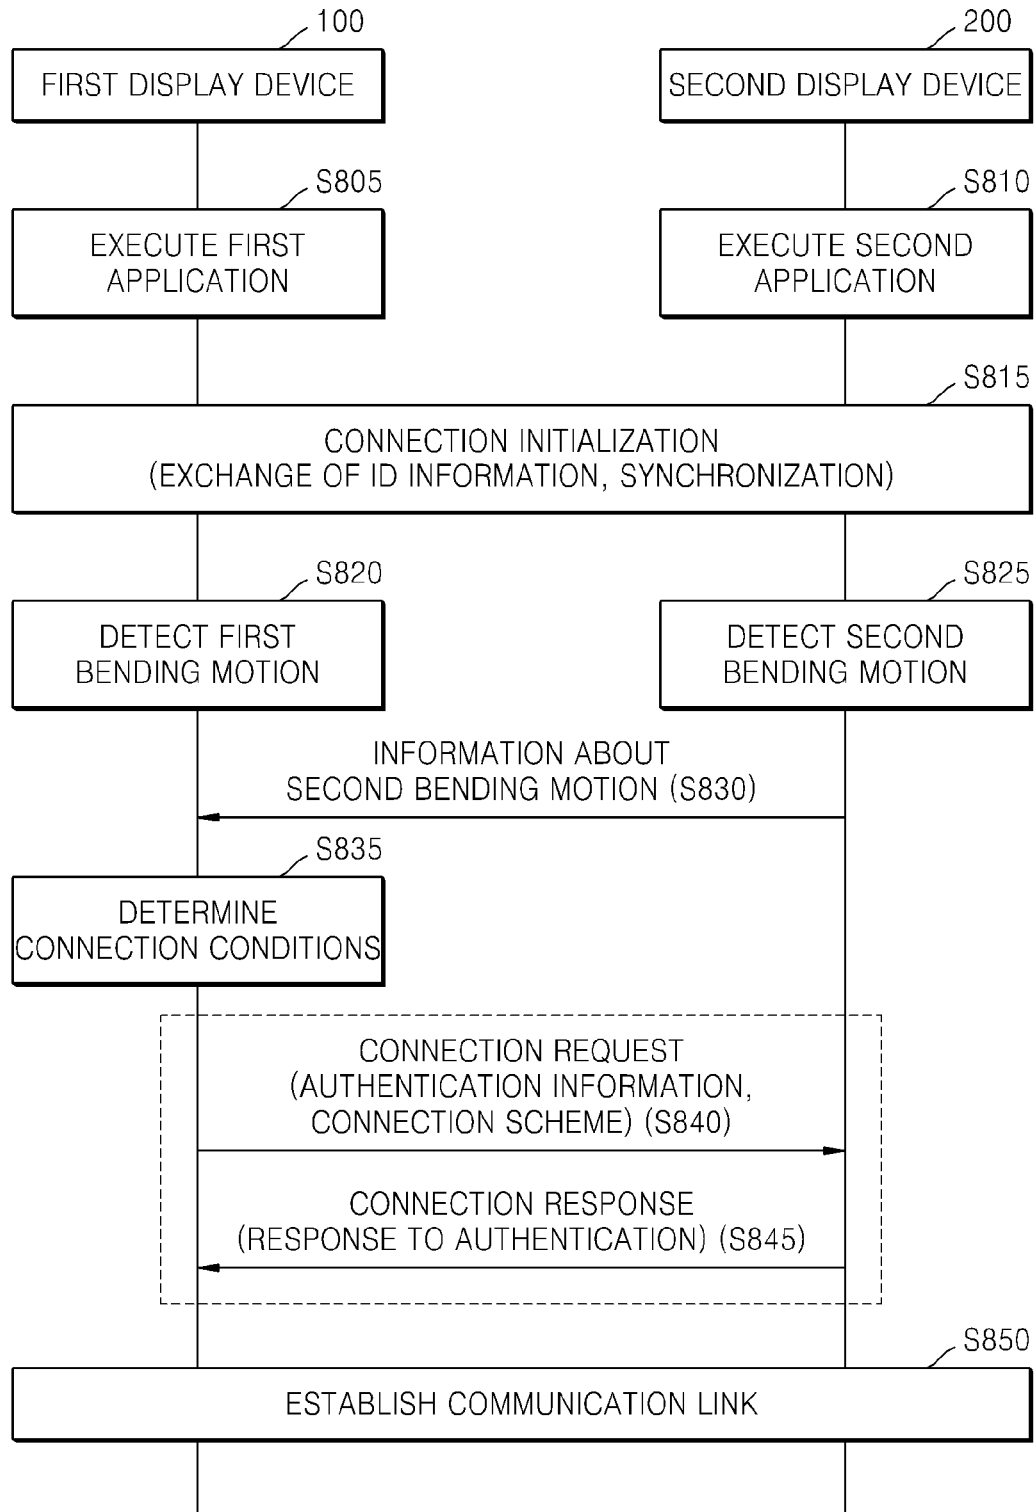 100
200
FIRST DISPLAY DEVICE
SECOND DISPLAY DEVICE
S805
S810
EXECUTE FIRST
APPLICATION
EXECUTE SECOND
APPLICATION
S815
CONNECTION INITIALIZATION
(EXCHANGE OF ID INFORMATION, SYNCHRONIZATION)
S820
S825
DETECT FIRST
BENDING MOTION
DETECT SECOND
BENDING MOTION
INFORMATION ABOUT
SECOND BENDING MOTION (S830)
S835
DETERMINE
CONNECTION CONDITIONS
CONNECTION REQUEST
(AUTHENTICATION INFORMATION,
CONNECTION SCHEME) (S840)
CONNECTION RESPONSE
(RESPONSE TO AUTHENTICATION) (S845)
S850
ESTABLISH COMMUNICATION LINK